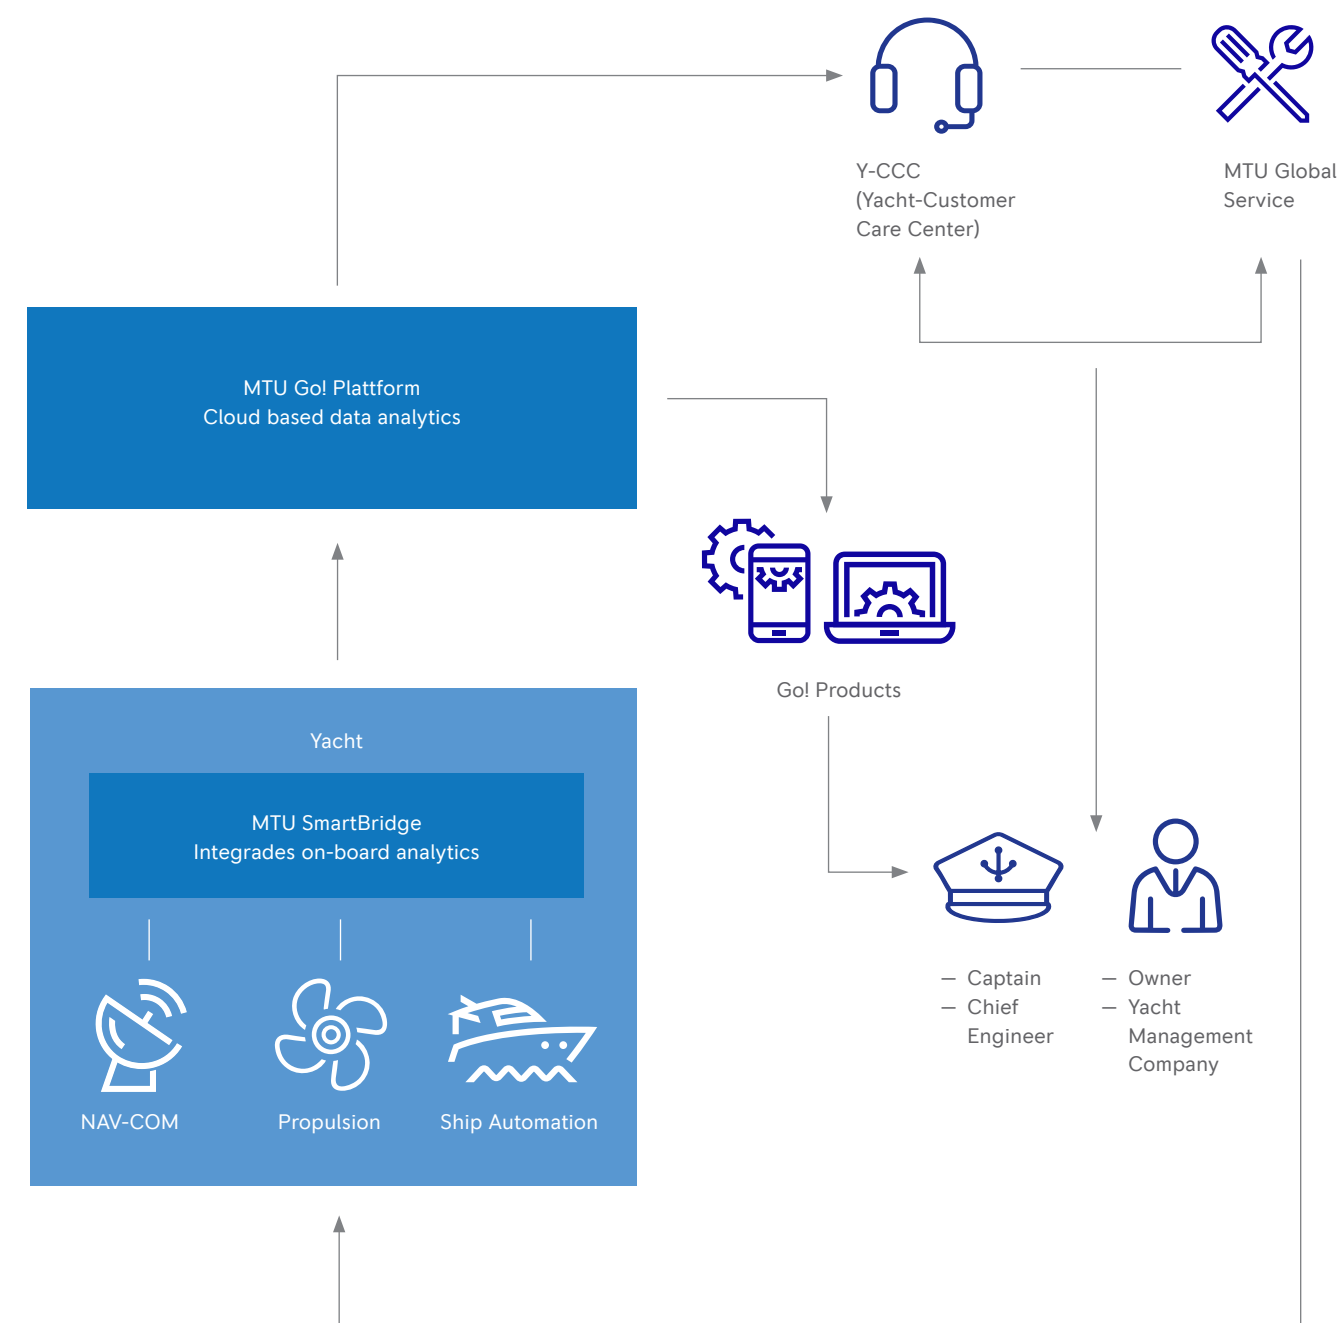 Y-CCC
(Yacht-Customer
Care Center)
MTU Global
Service
MTU Go! Plattform
Cloud based data analytics
Go! Products
Yacht
MTU SmartBridge
Integrades on-board analytics
NAV-COM
Propulsion
Ship Automation
— Captain
— Chief
Engineer
— Owner
— Yacht
Management
Company